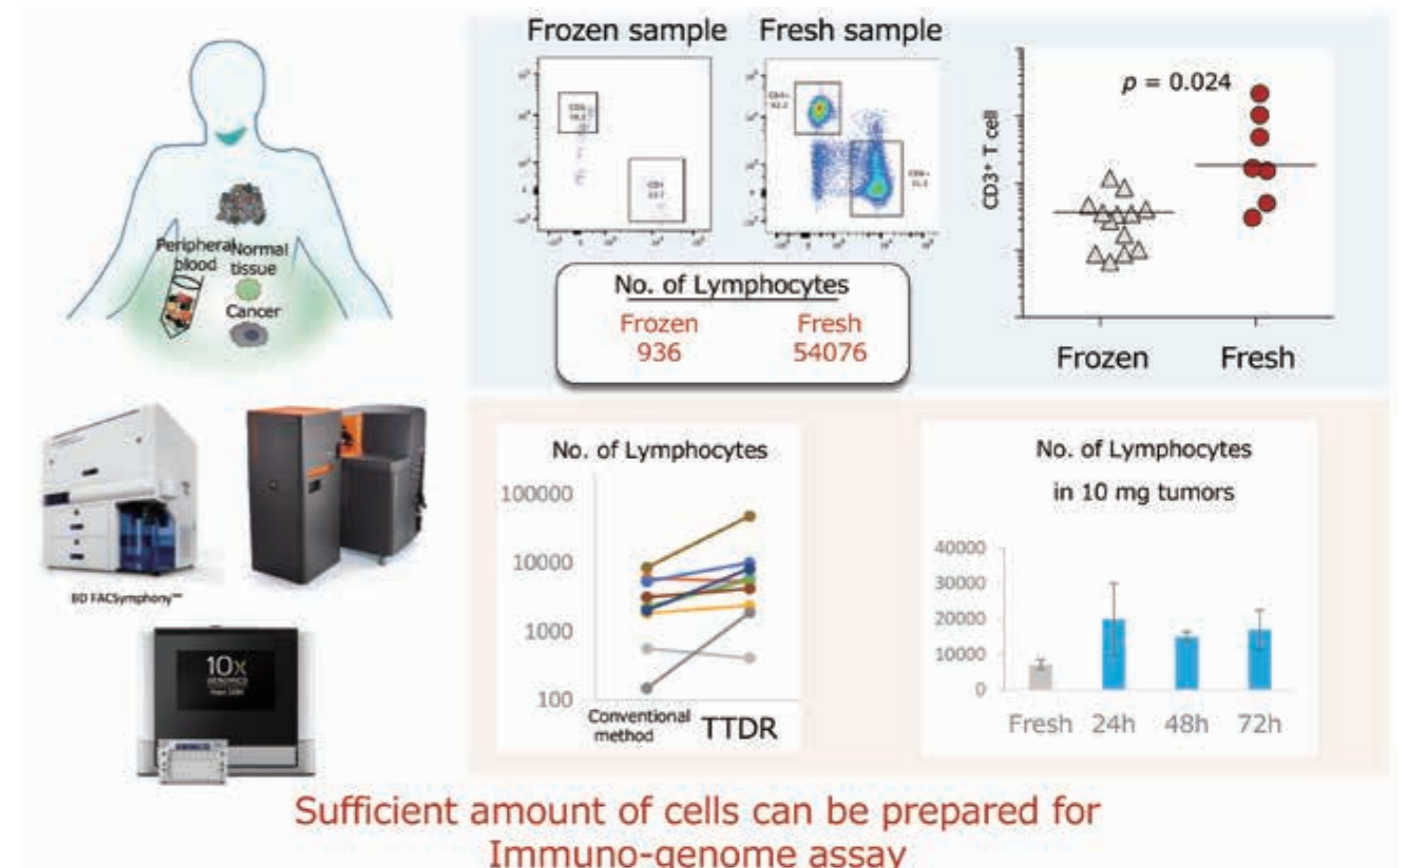 Frozen sample
Fresh sample
p = 0.024
CD3+ T cell
Frozen
Fresh
No. of Lymphocytes
Frozen
Fresh
936
54076
Peripheral
blood
Normal
tissue
Cancer
BD FACSymphony™
10x
GENOMICS
No. of Lymphocytes
100000
10000
1000
100
Conventional
method
TTDR
No. of Lymphocytes
in 10 mg tumors
40000
30000
20000
10000
0
Fresh
24h
48h
72h
Sufficient amount of cells can be prepared for
Immuno-genome assay